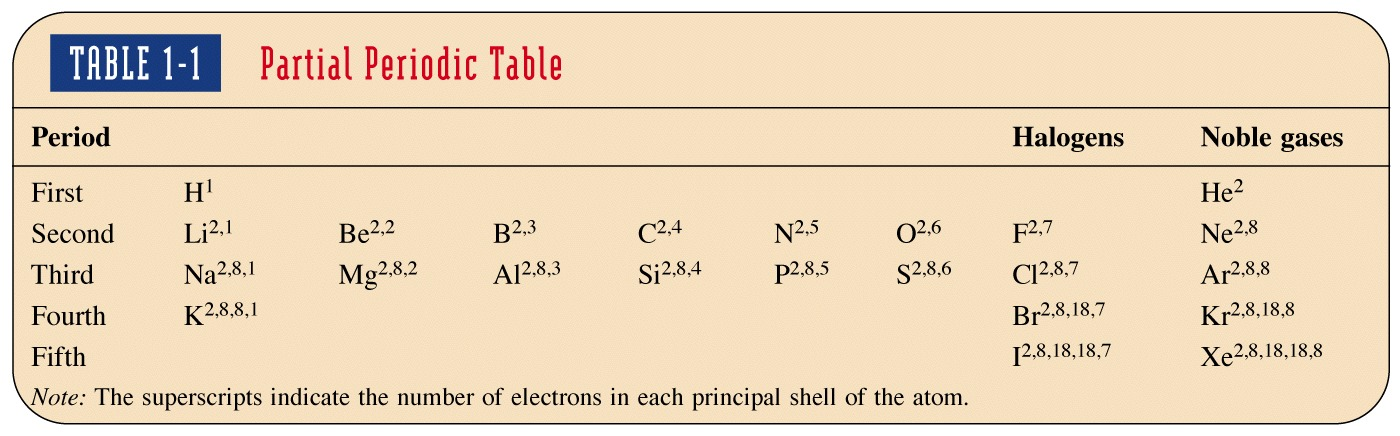 TABLE 1-1 Partial Periodic Table
Period Halogens Noble gases
First H¹ He²
Second Li²,¹ Be²,² B²,³ C²,⁴ N²,⁵ O²,⁶ F²,⁷ Ne²,⁸
Third Na²,⁸,¹ Mg²,⁸,² Al²,⁸,³ Si²,⁸,⁴ P²,⁸,⁵ S²,⁸,⁶ Cl²,⁸,⁷ Ar²,⁸,⁸
Fourth K²,⁸,⁸,¹ Br²,⁸,¹⁸,⁷ Kr²,⁸,¹⁸,⁸
Fifth I²,⁸,¹⁸,¹⁸,⁷ Xe²,⁸,¹⁸,¹⁸,⁸
Note: The superscripts indicate the number of electrons in each principal shell of the atom.